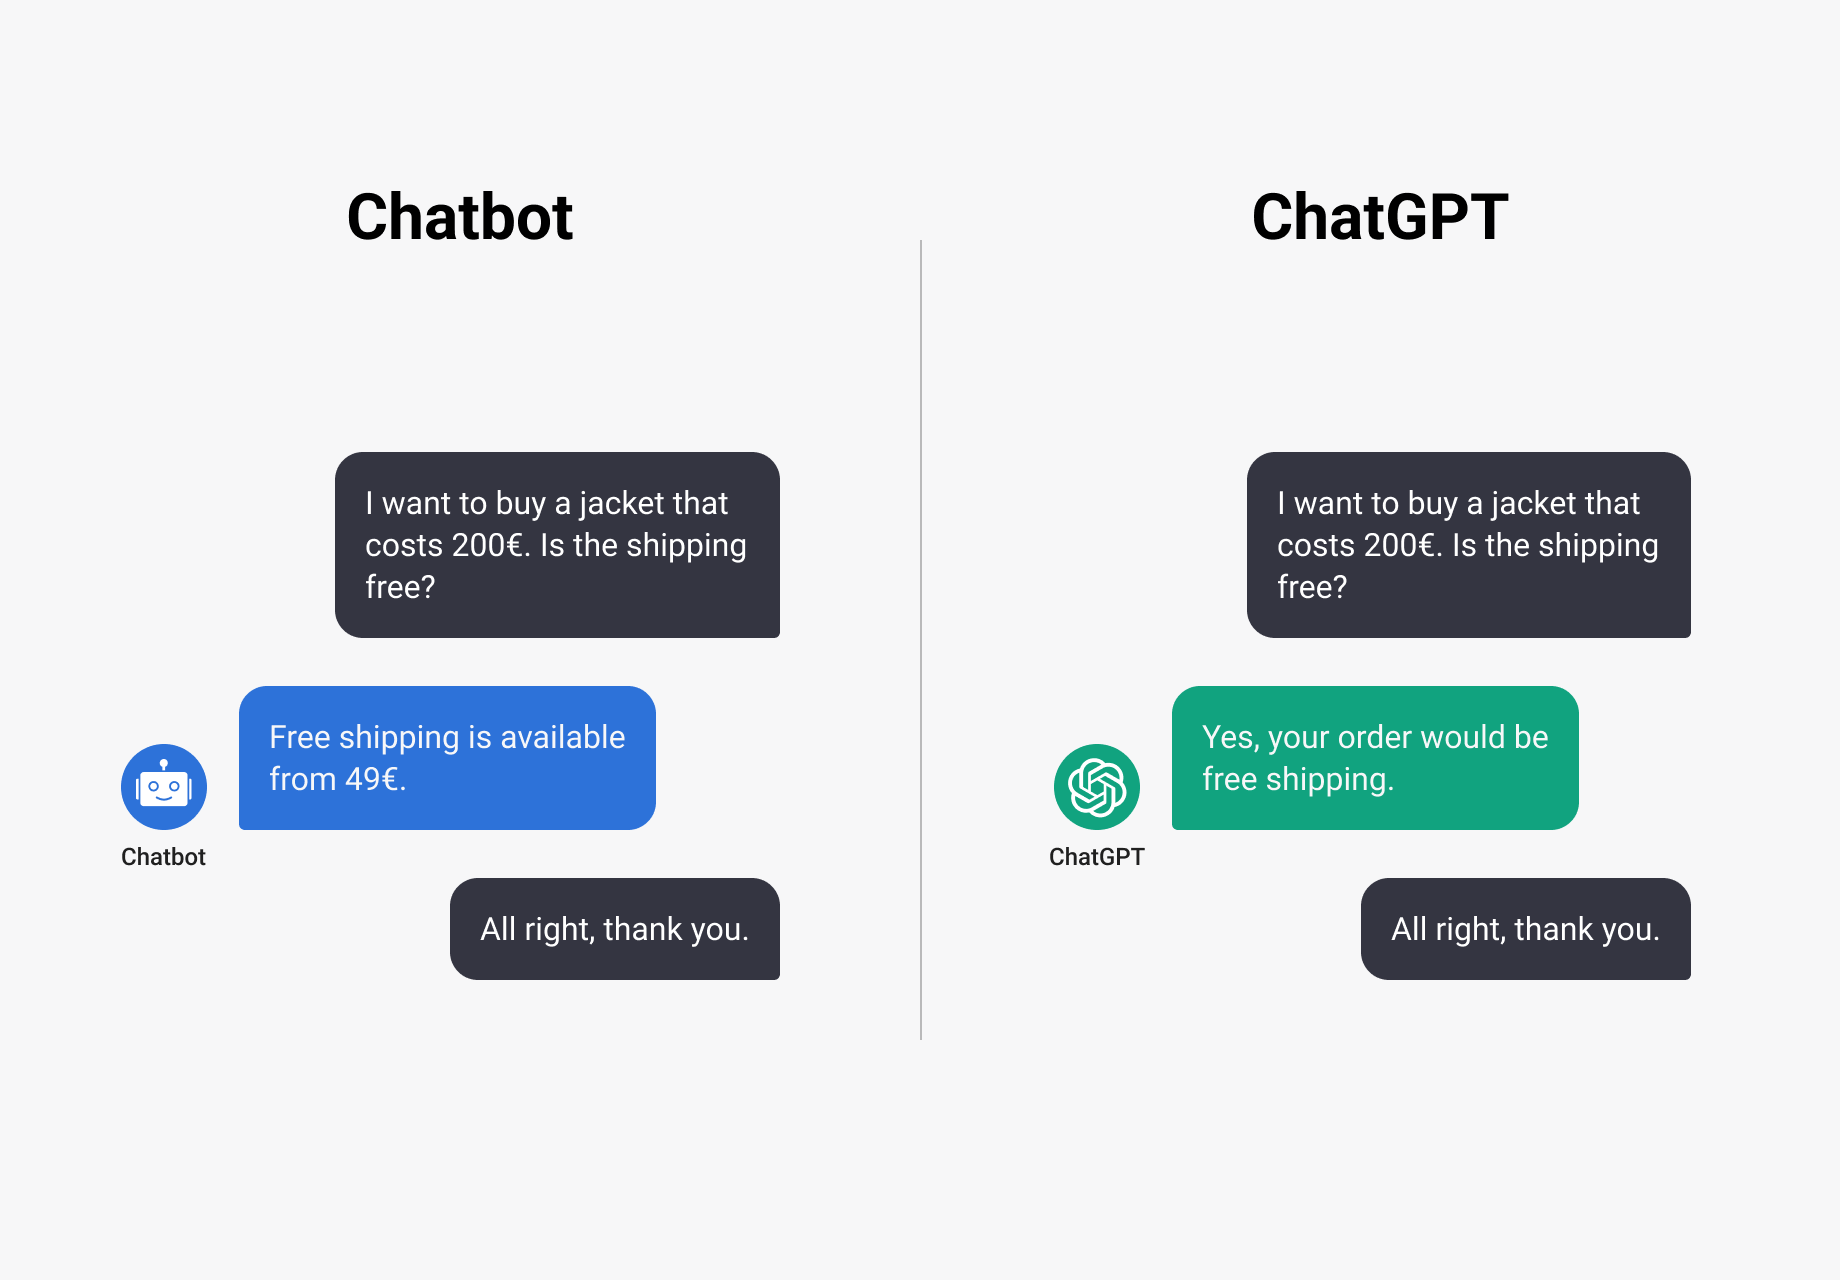 Chatbot
I want to buy a jacket that
costs 200€. Is the shipping
free?
Free shipping is available
from 49€.
Chatbot
All right, thank you.
ChatGPT
I want to buy a jacket that
costs 200€. Is the shipping
free?
Yes, your order would be
free shipping.
ChatGPT
All right, thank you.